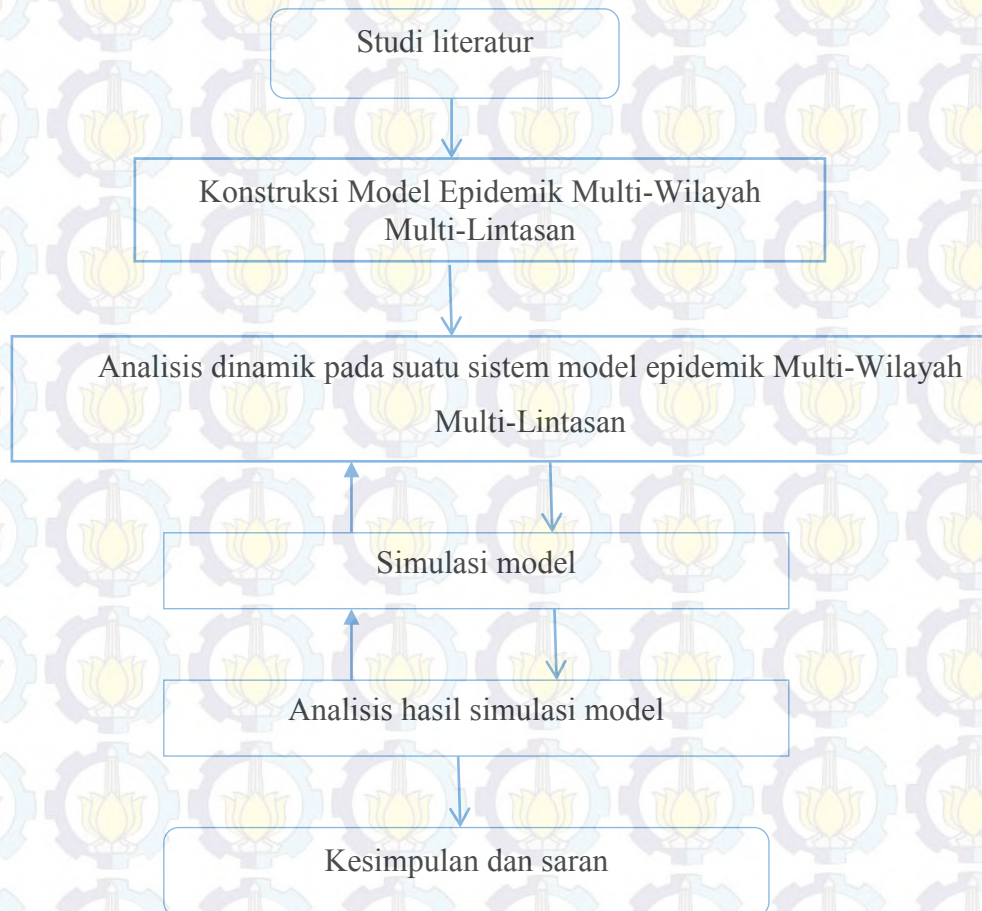 Studi literatur
Konstruksi Model Epidemik Multi-Wilayah
Multi-Lintasan
Analisis dinamik pada suatu sistem model epidemik Multi-Wilayah
Multi-Lintasan
Simulasi model
Analisis hasil simulasi model
Kesimpulan dan saran